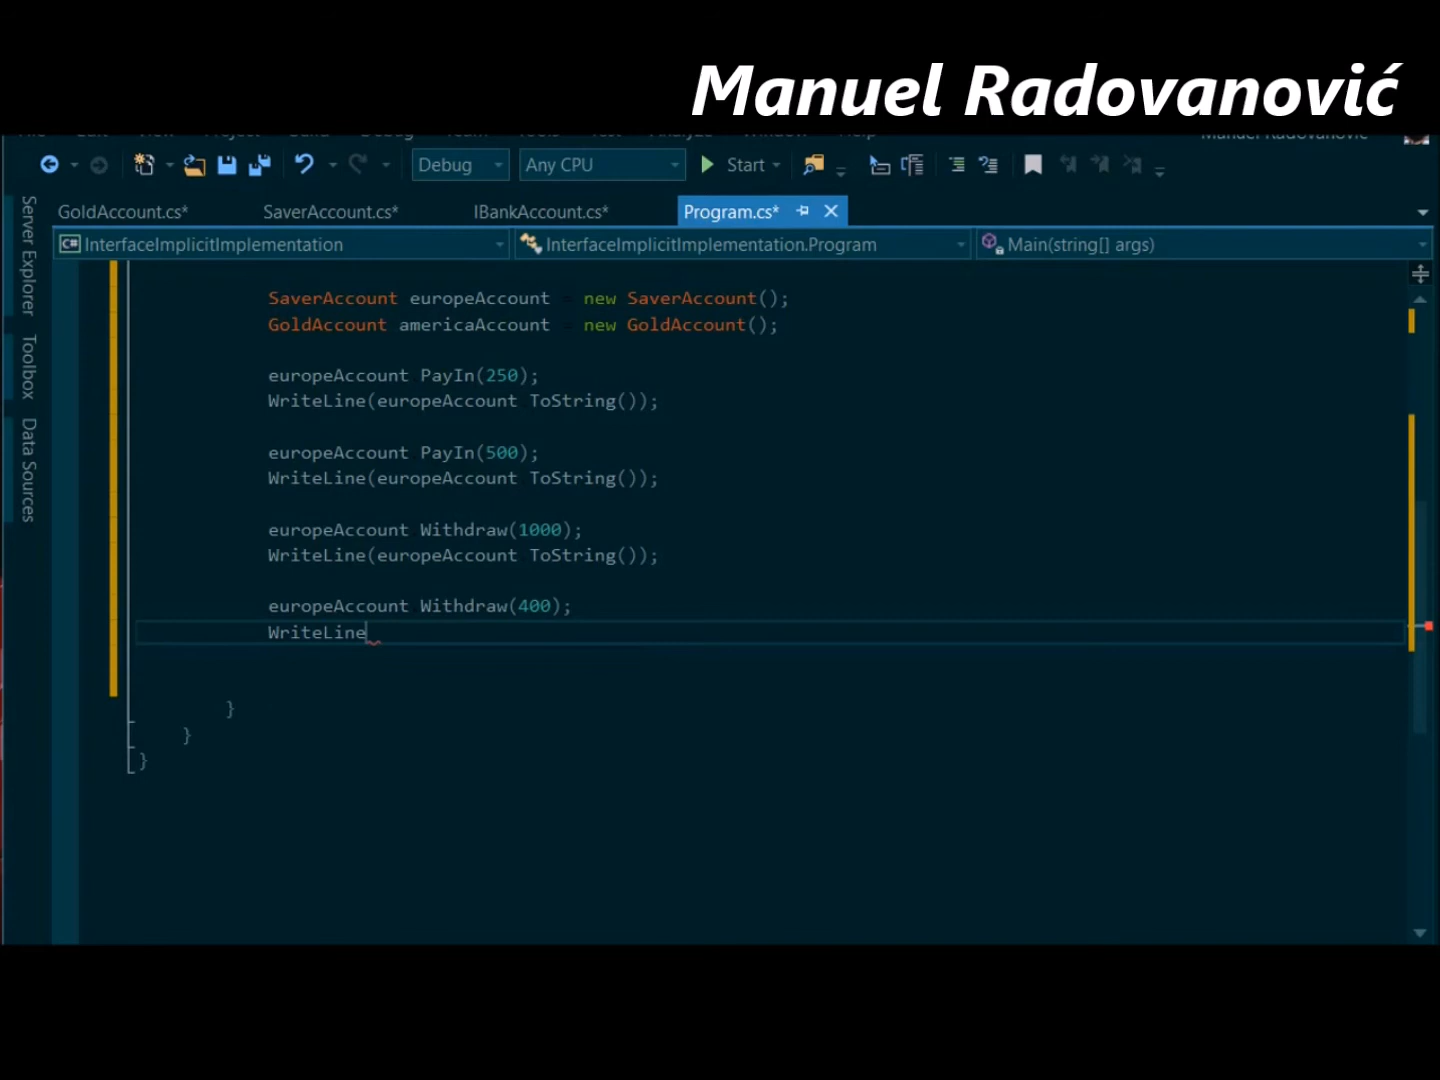 Manuel Radovanović
Debug Any CPU Start
GoldAccount.cs* SaverAccount.cs* IBankAccount.cs* Program.cs*
C# InterfaceImplicitImplementation InterfaceImplicitImplementation.Program Main(string[] args)
Server Explorer
Toolbox
Data Sources
SaverAccount europeAccount = new SaverAccount();
GoldAccount americaAccount = new GoldAccount();
europeAccount PayIn(250);
WriteLine(europeAccount ToString());
europeAccount PayIn(500);
WriteLine(europeAccount ToString());
europeAccount Withdraw(1000);
WriteLine(europeAccount ToString());
europeAccount Withdraw(400);
WriteLine
}
}
}